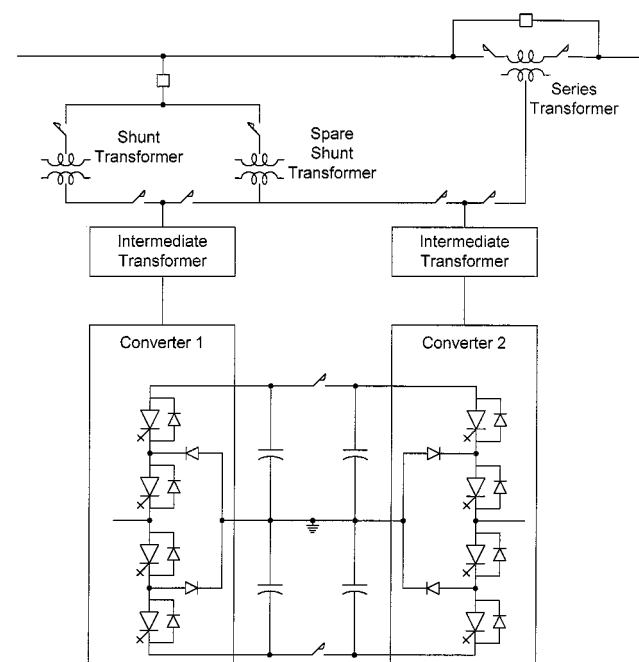 Series
Transformer
Shunt
Transformer
Spare
Shunt
Transformer
Intermediate
Transformer
Intermediate
Transformer
Converter 1
Converter 2